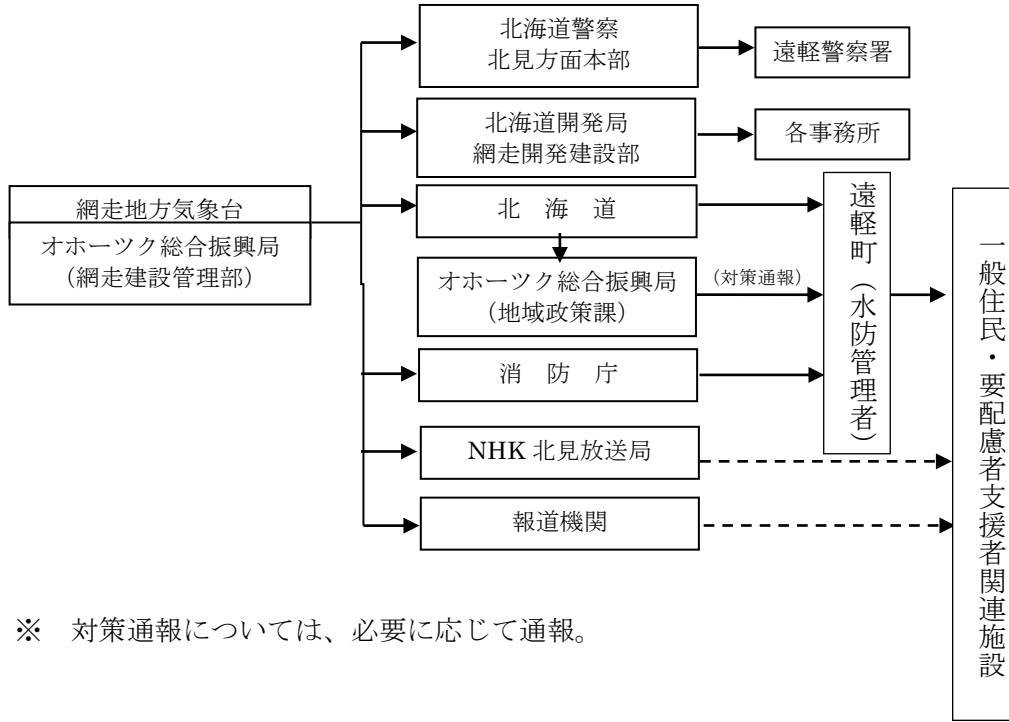 北海道警察
北見方面本部
遠軽警察署
北海道開発局
網走開発建設部
各事務所
網走地方気象台
オホーツク総合振興局
（網走建設管理部）
北　海　道
オホーツク総合振興局
（地域政策課）
（対策通報）
消　防　庁
NHK 北見放送局
報道機関
遠軽町（水防管理者）
一般住民・要配慮者支援者関連施設
※　対策通報については、必要に応じて通報。